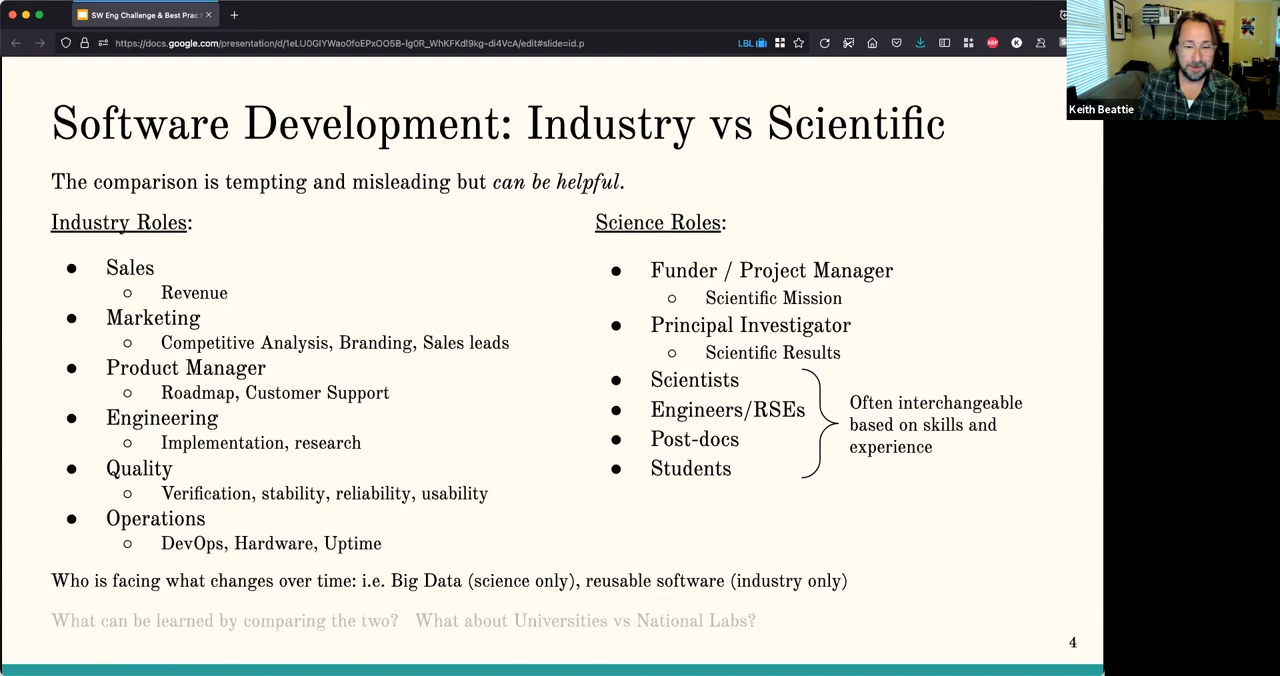 SW Eng Challenge & Best Prac
https://docs.google.com/presentation/d/1eLU0GIYWao0foEPxOO5B-Ig0R_WhKFKdl9kg-di4VcA/edit#slide=id.p
LBL
ABP
K
Keith Beattie
Software Development: Industry vs Scientific
The comparison is tempting and misleading but can be helpful.
Industry Roles:
● Sales
○ Revenue
● Marketing
○ Competitive Analysis, Branding, Sales leads
● Product Manager
○ Roadmap, Customer Support
● Engineering
○ Implementation, research
● Quality
○ Verification, stability, reliability, usability
● Operations
○ DevOps, Hardware, Uptime
Science Roles:
● Funder / Project Manager
○ Scientific Mission
● Principal Investigator
○ Scientific Results
● Scientists
● Engineers/RSEs
● Post-docs
● Students
Often interchangeable
based on skills and
experience
Who is facing what changes over time: i.e. Big Data (science only), reusable software (industry only)
What can be learned by comparing the two? What about Universities vs National Labs?
4